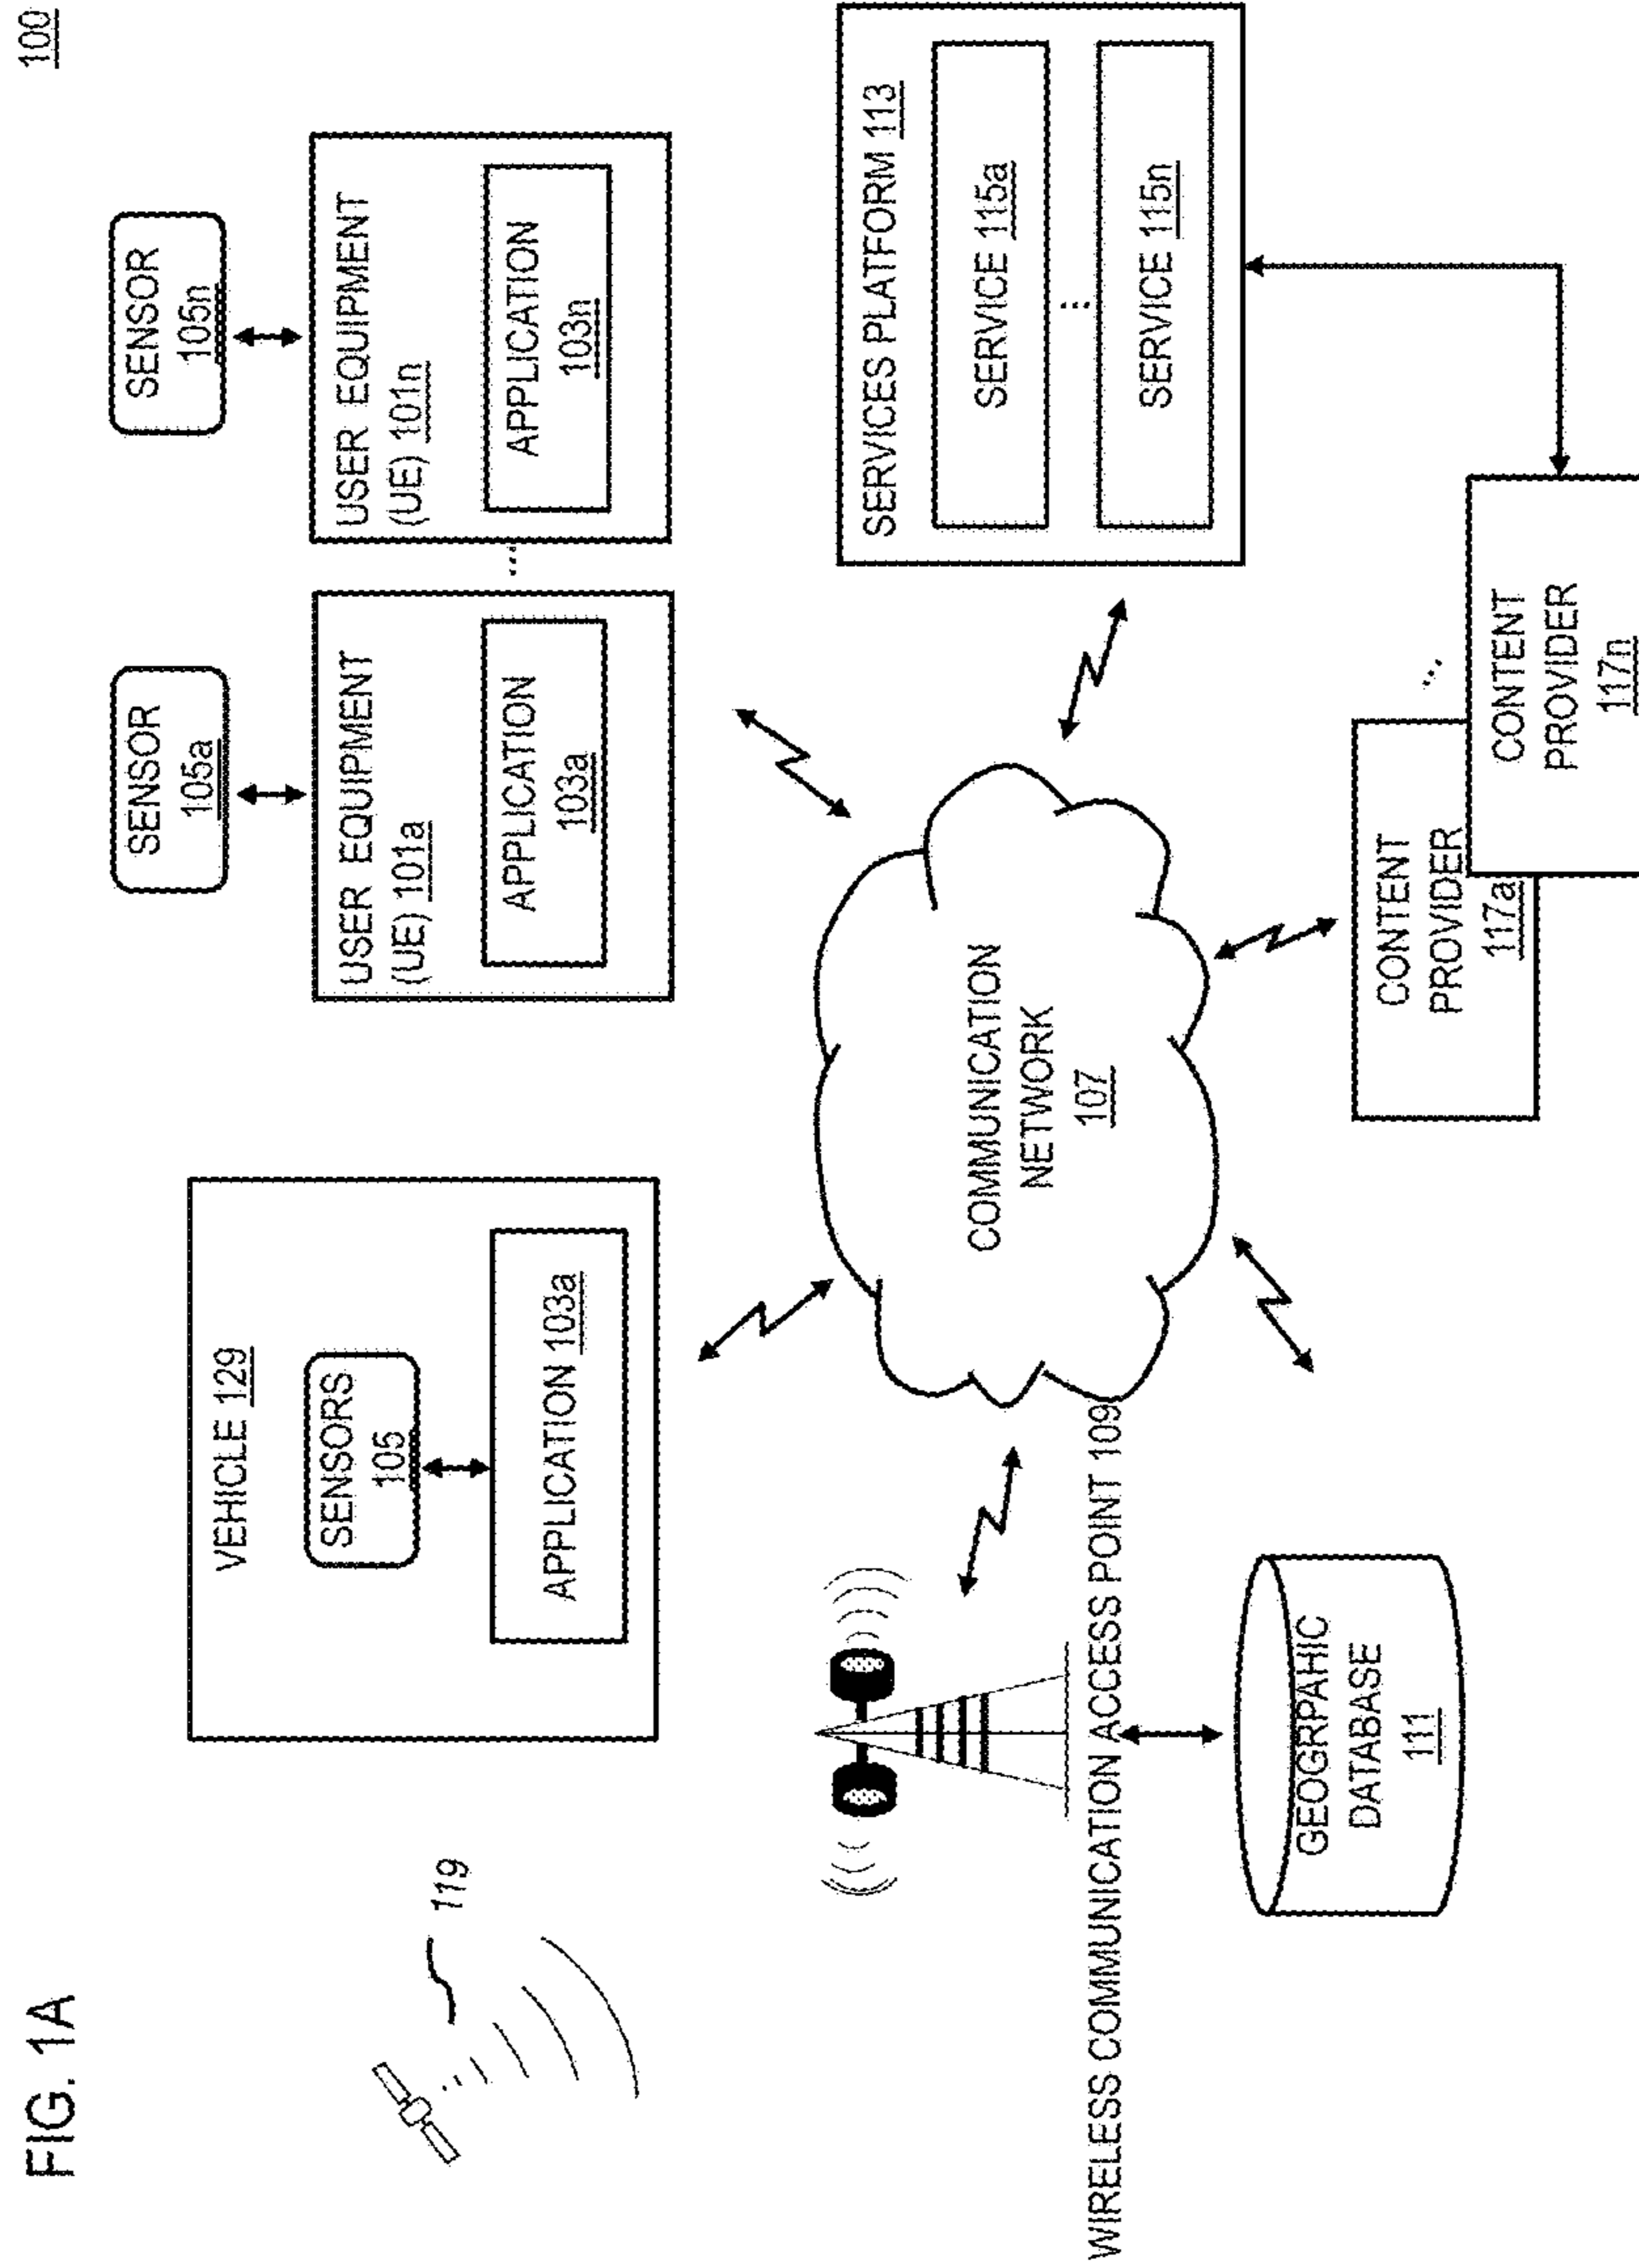 FIG. 1A
100
119
VEHICLE 129
SENSORS
105
APPLICATION 103a
SENSOR
105a
USER EQUIPMENT
(UE) 101a
APPLICATION
103a
...
SENSOR
105n
USER EQUIPMENT
(UE) 101n
APPLICATION
103n
COMMUNICATION
NETWORK
107
WIRELESS COMMUNICATION ACCESS POINT 109
GEOGRPAHIC
DATABASE
111
SERVICES PLATFORM 113
SERVICE 115a
...
SERVICE 115n
CONTENT
PROVIDER
117a
...
CONTENT
PROVIDER
117n